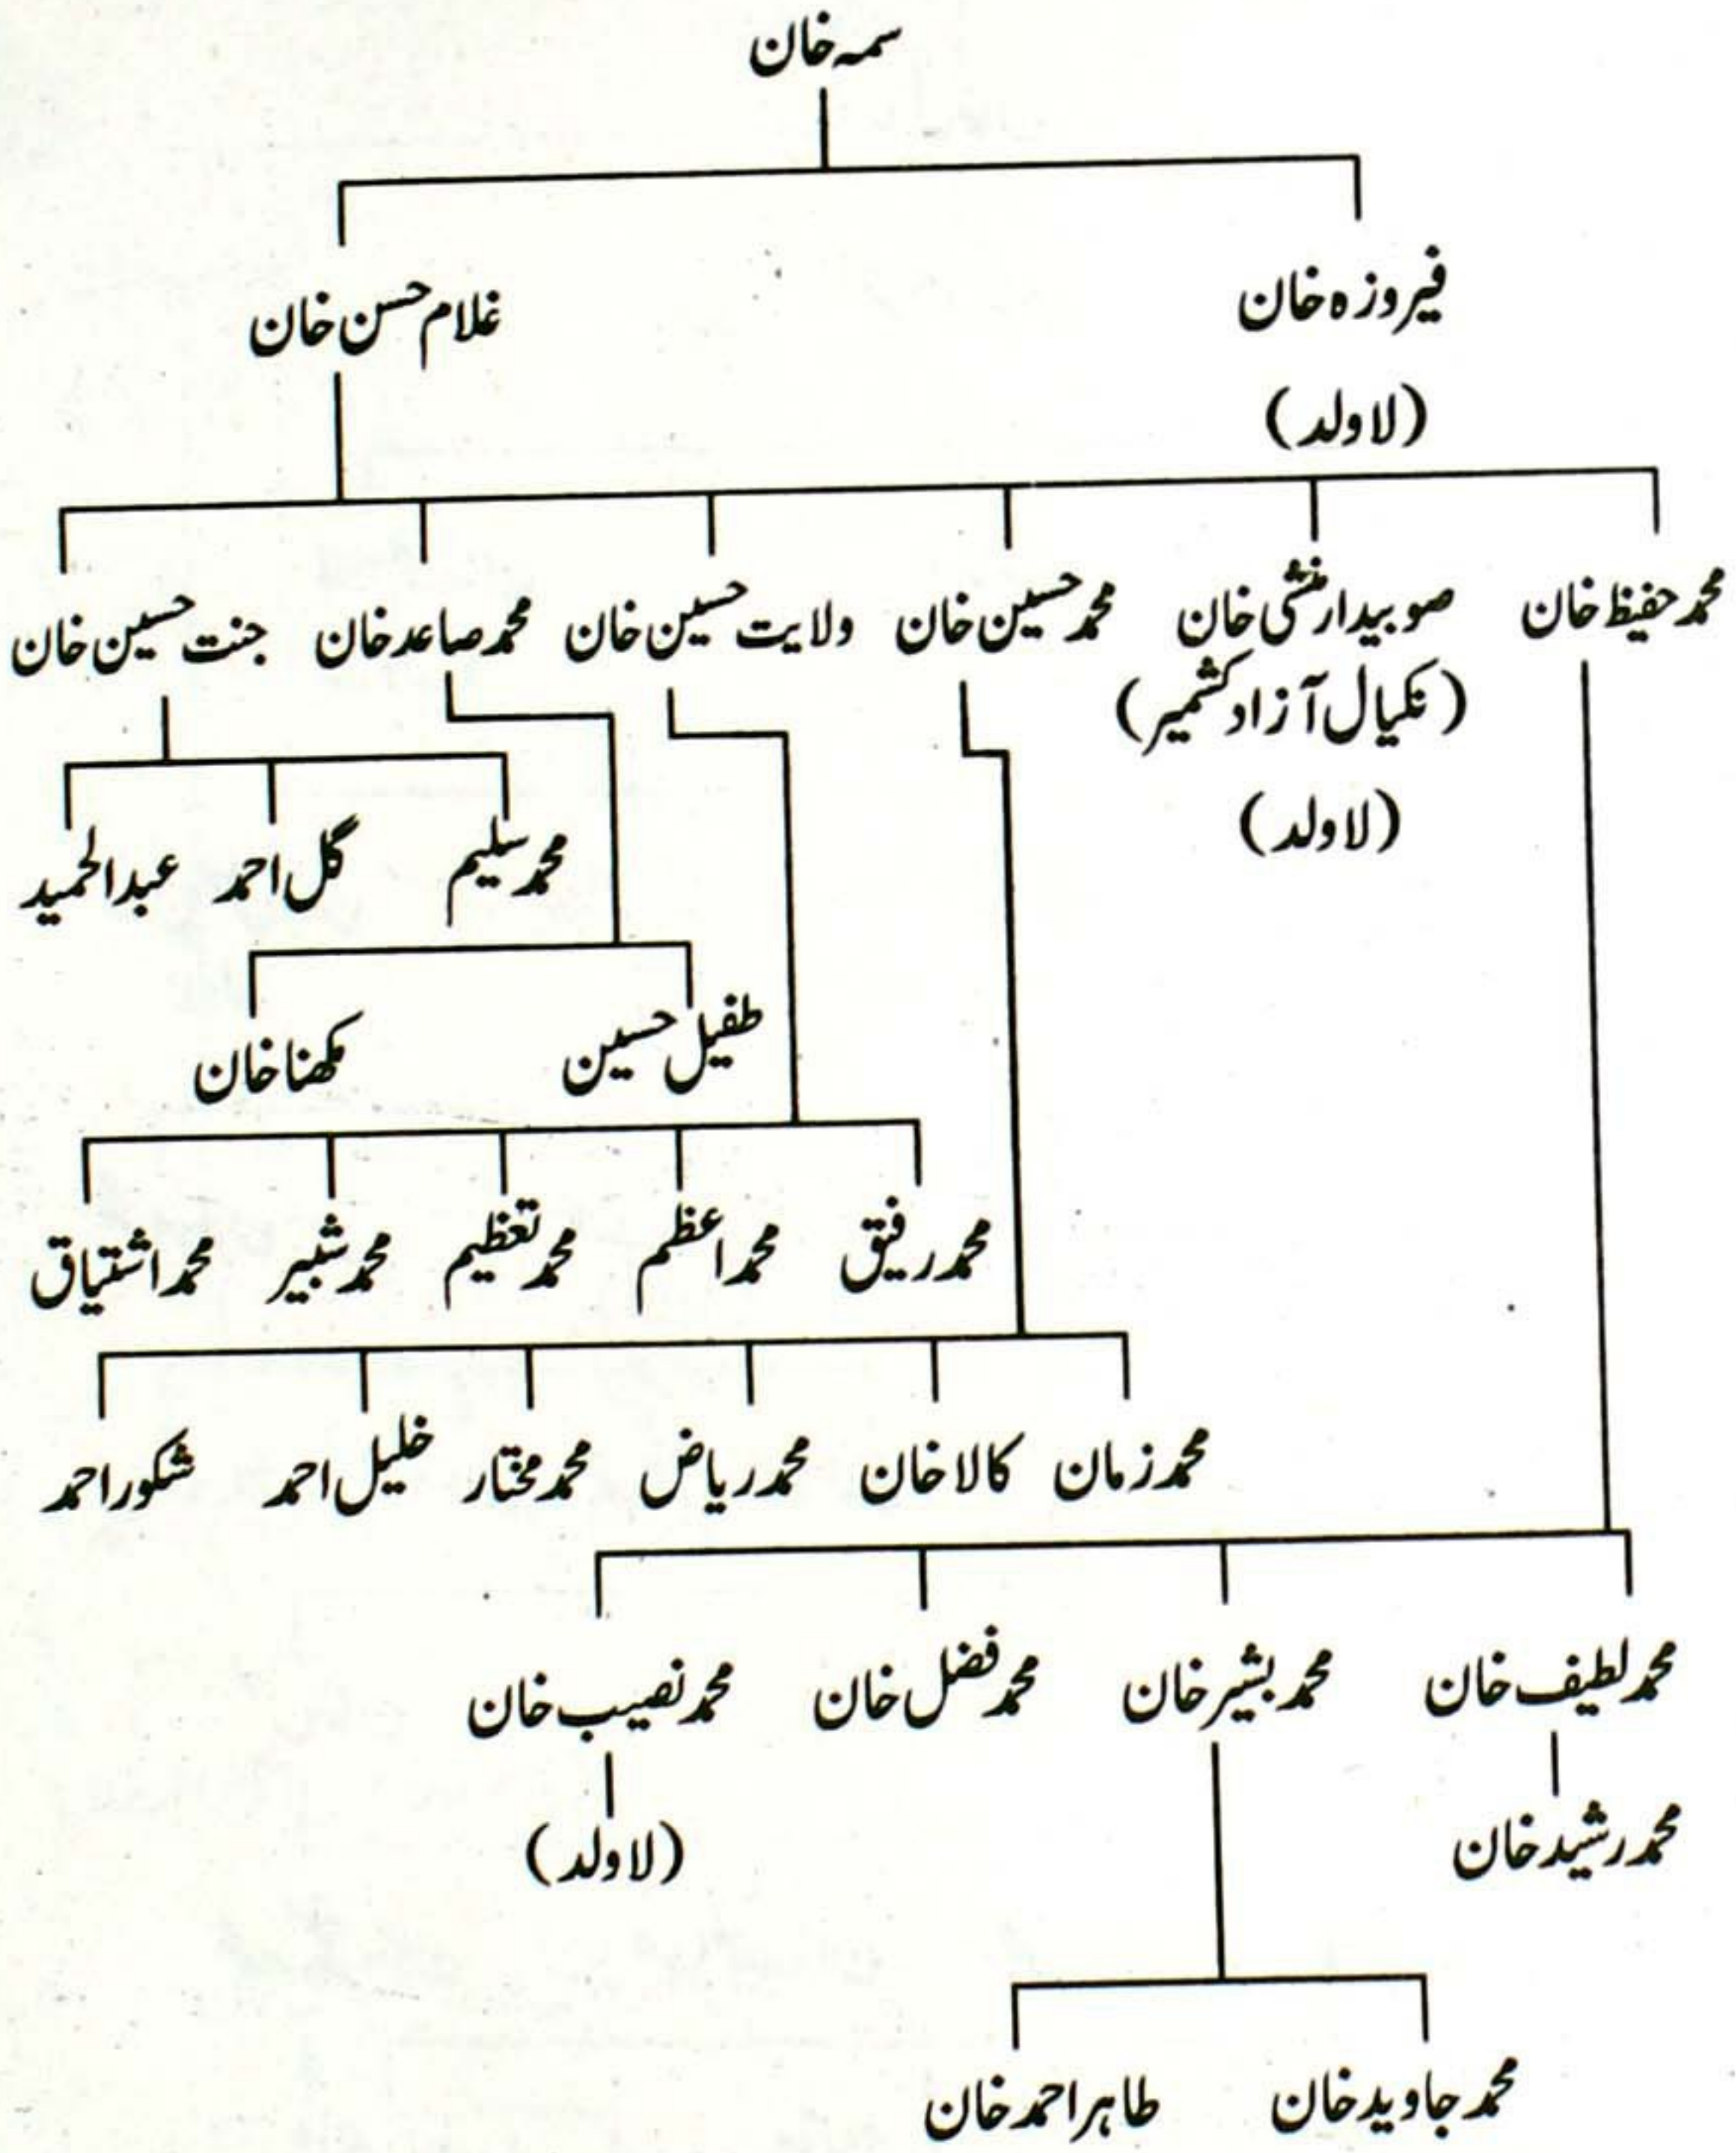 سمہ خان
فیروزہ خان
غلام حسن خان
(لاولد)
محمد حفیظ خان
صوبیدار منشی خان
محمد حسین خان
ولایت حسین خان
محمد صاعد خان
جنت حسین خان
(نکیال آزاد کشمیر)
(لاولد)
محمد سلیم
گل احمد
عبدالحمید
طفیل حسین
مکھنا خان
محمد رفیق
محمد اعظم
محمد تعظیم
محمد شبیر
محمد اشتیاق
محمد زمان
کالا خان
محمد ریاض
محمد مختار
خلیل احمد
شکور احمد
محمد لطیف خان
محمد بشیر خان
محمد فضل خان
محمد نصیب خان
محمد رشید خان
(لاولد)
محمد جاوید خان
طاہر احمد خان